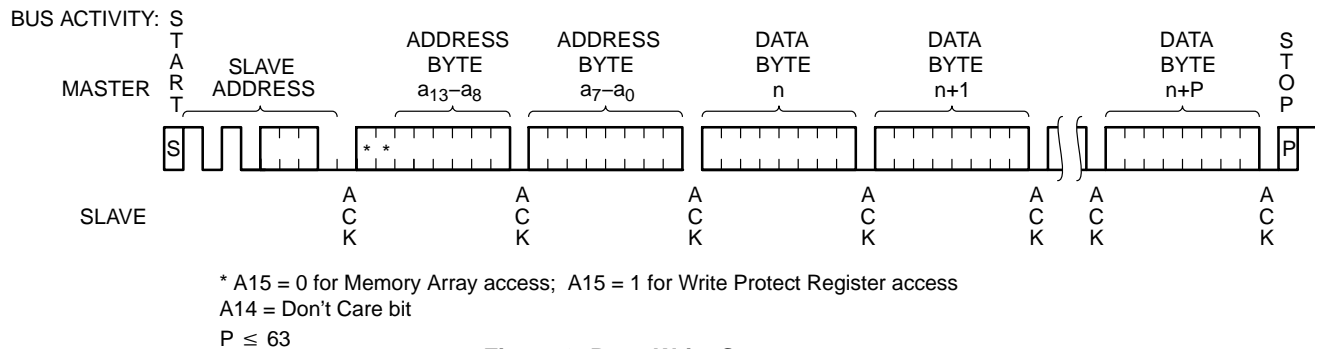 BUS ACTIVITY:
MASTER
START
SLAVE
ADDRESS
ADDRESS
BYTE
a13–a8
ADDRESS
BYTE
a7–a0
DATA
BYTE
n
DATA
BYTE
n+1
DATA
BYTE
n+P
STOP
S
* *
P
SLAVE
ACK
ACK
ACK
ACK
ACK
ACK
ACK
* A15 = 0 for Memory Array access; A15 = 1 for Write Protect Register access
A14 = Don't Care bit
P ≤ 63